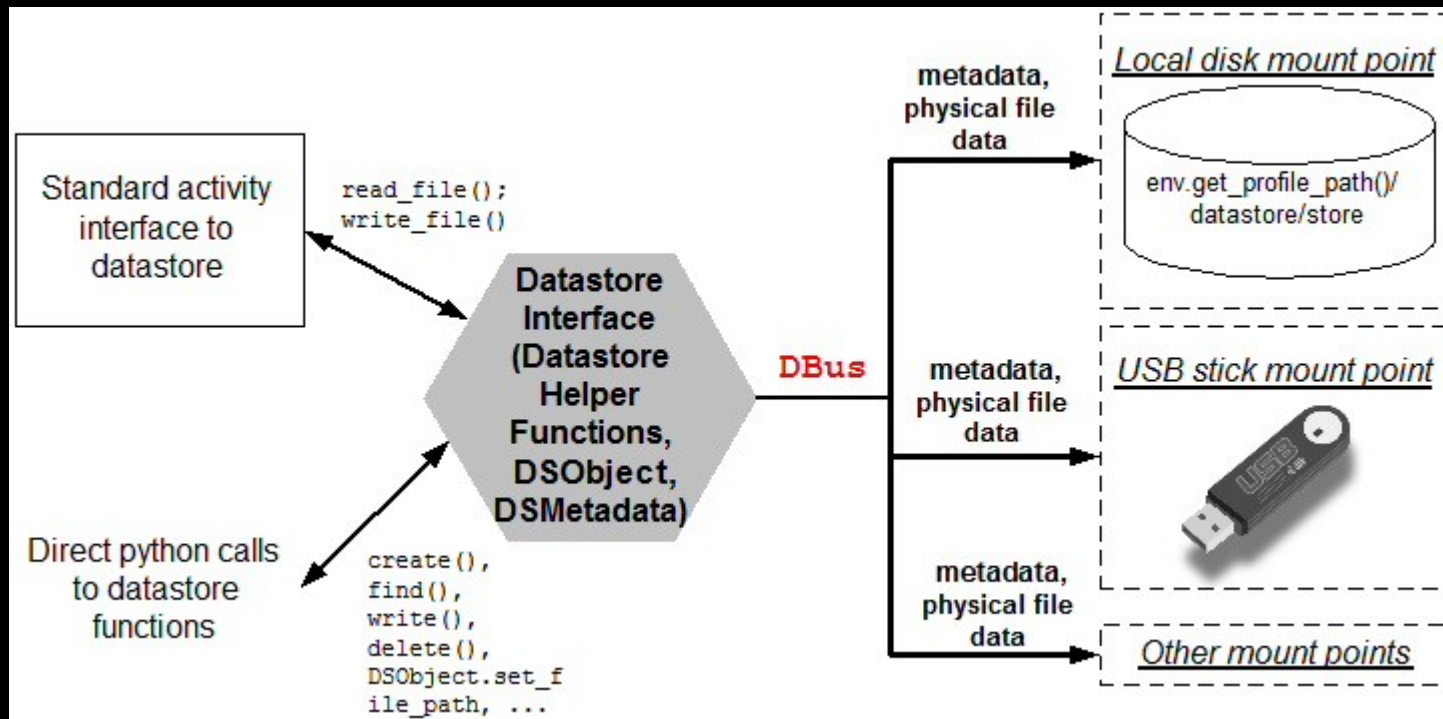 Standard activity
interface to
datastore
read_file();
write_file()
Direct python calls
to datastore
functions
create(),
find(),
write(),
delete(),
DSObject.set_f
ile_path, ...
Datastore
Interface
(Datastore
Helper
Functions,
DSObject,
DSMetadata)
DBus
metadata,
physical file
data
Local disk mount point
env.get_profile_path()/
datastore/store
metadata,
physical file
data
USB stick mount point
USB
metadata,
physical file
data
Other mount points